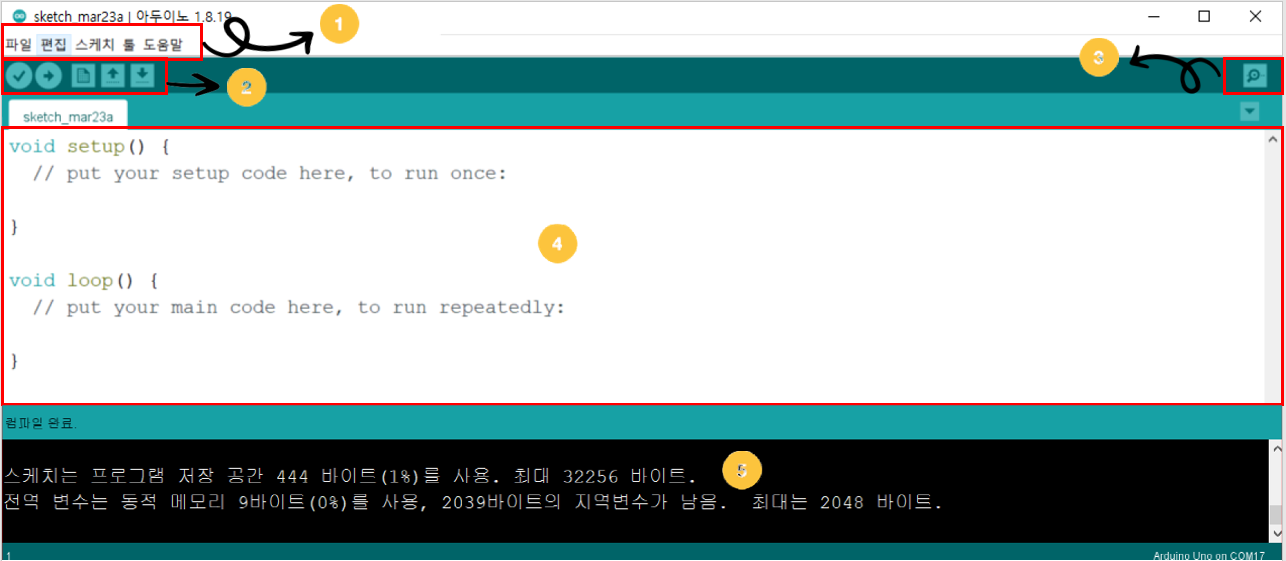 sketch_mar23a | 아두이노 1.8.19
1
파일 편집 스케치 툴 도움말
2
3
sketch_mar23a
void setup() {
// put your setup code here, to run once:
}
4
void loop() {
// put your main code here, to run repeatedly:
}
컴파일 완료.
스케치는 프로그램 저장 공간 444 바이트(1%)를 사용. 최대 32256 바이트.
5
전역 변수는 동적 메모리 9바이트(0%)를 사용, 2039바이트의 지역변수가 남음.  최대는 2048 바이트.
1
Arduino Uno on COM17